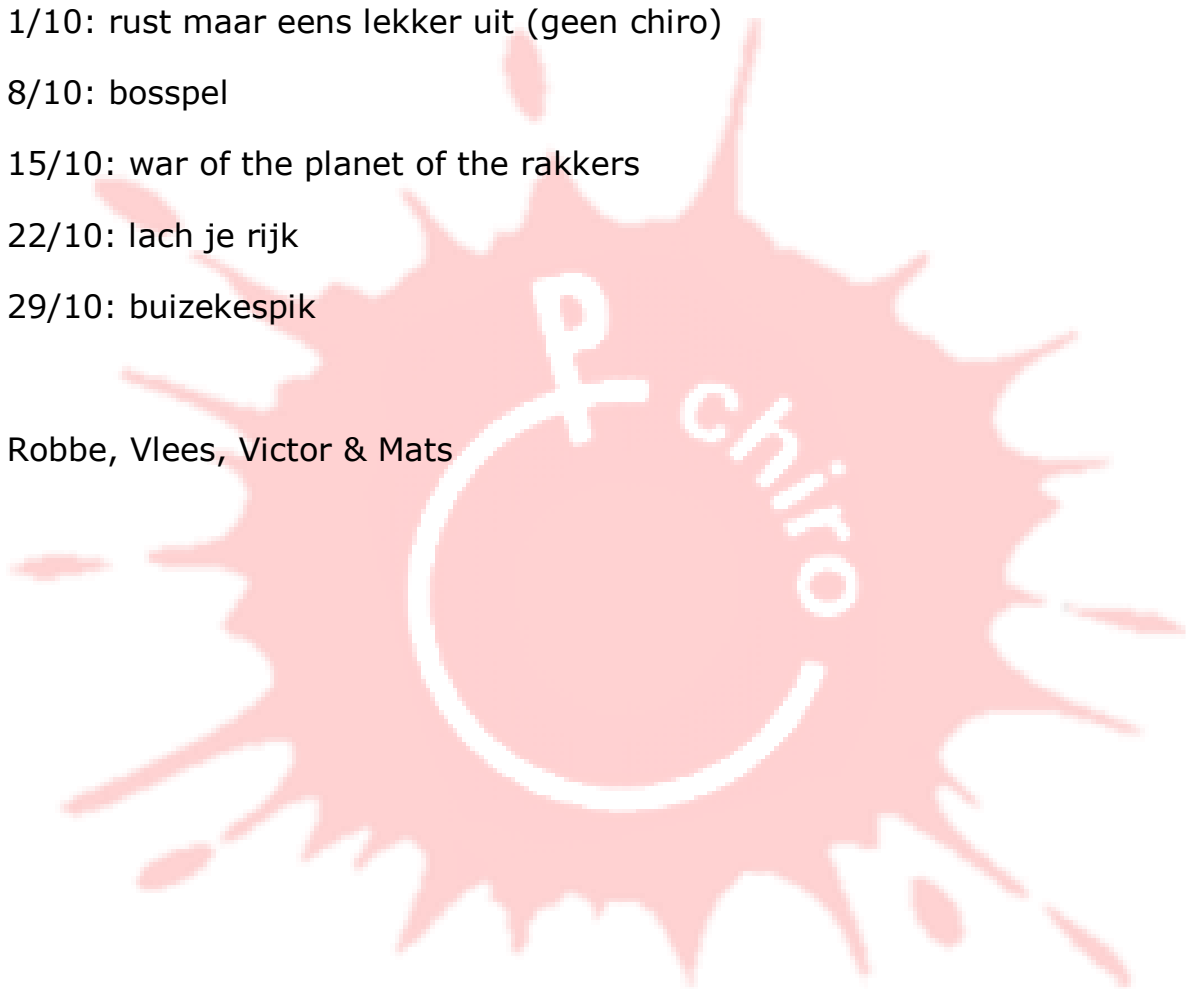 1/10: rust maar eens lekker uit (geen chiro)
8/10: bosspel
15/10: war of the planet of the rakkers
22/10: lach je rijk
29/10: buizekespik
Robbe, Vlees, Victor & Mats
chiro